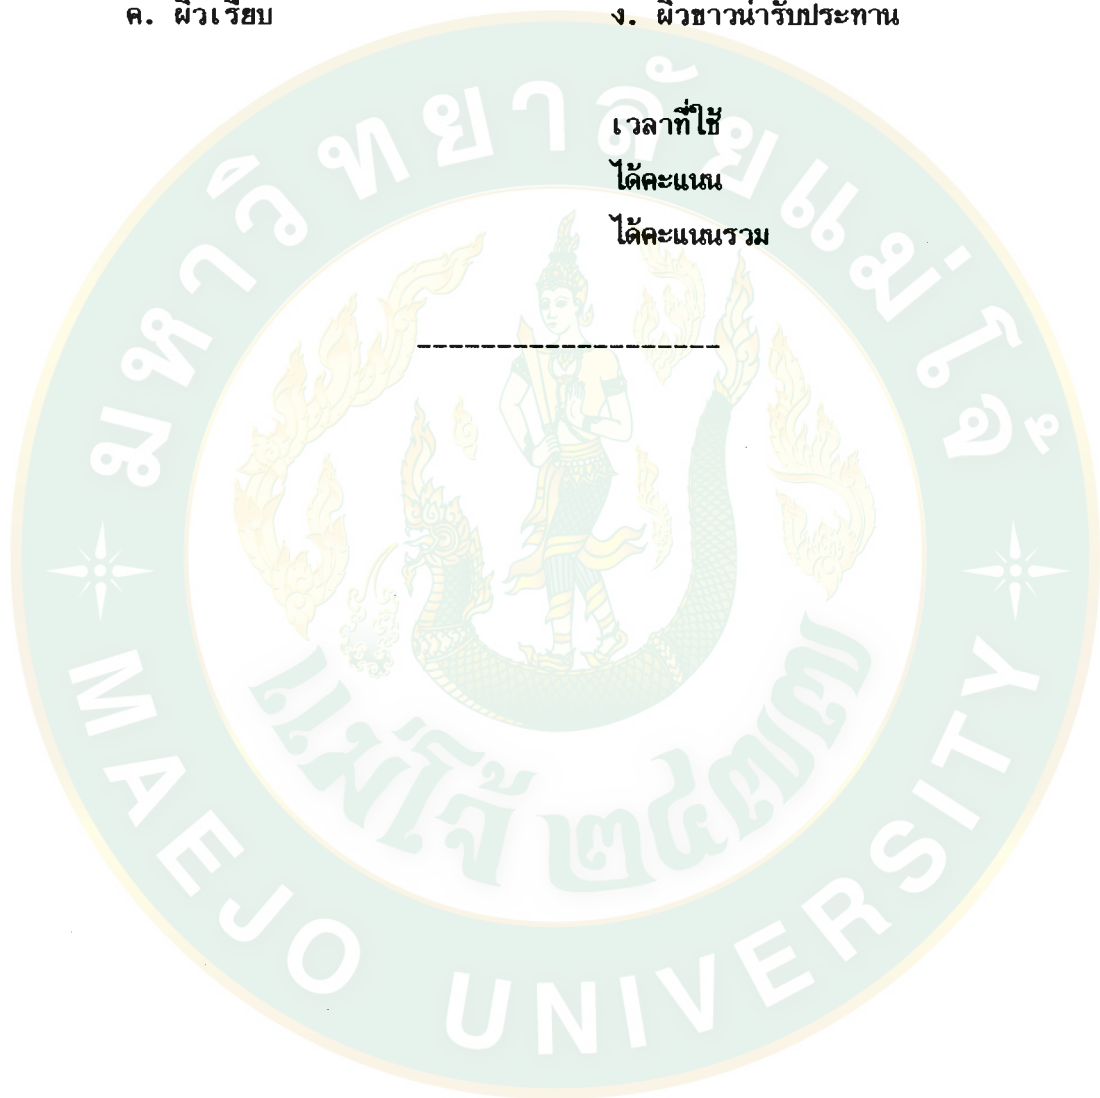 ค. ผิวเรียบ ง. ผิวขาวน่ารับประทาน
เวลาที่ใช้
ได้คะแนน
ได้คะแนนรวม
--------------------
มหาวิทยาลัยแม่โจ้
แม่โจ้ ๒๔๗๗
MAEJO UNIVERSITY